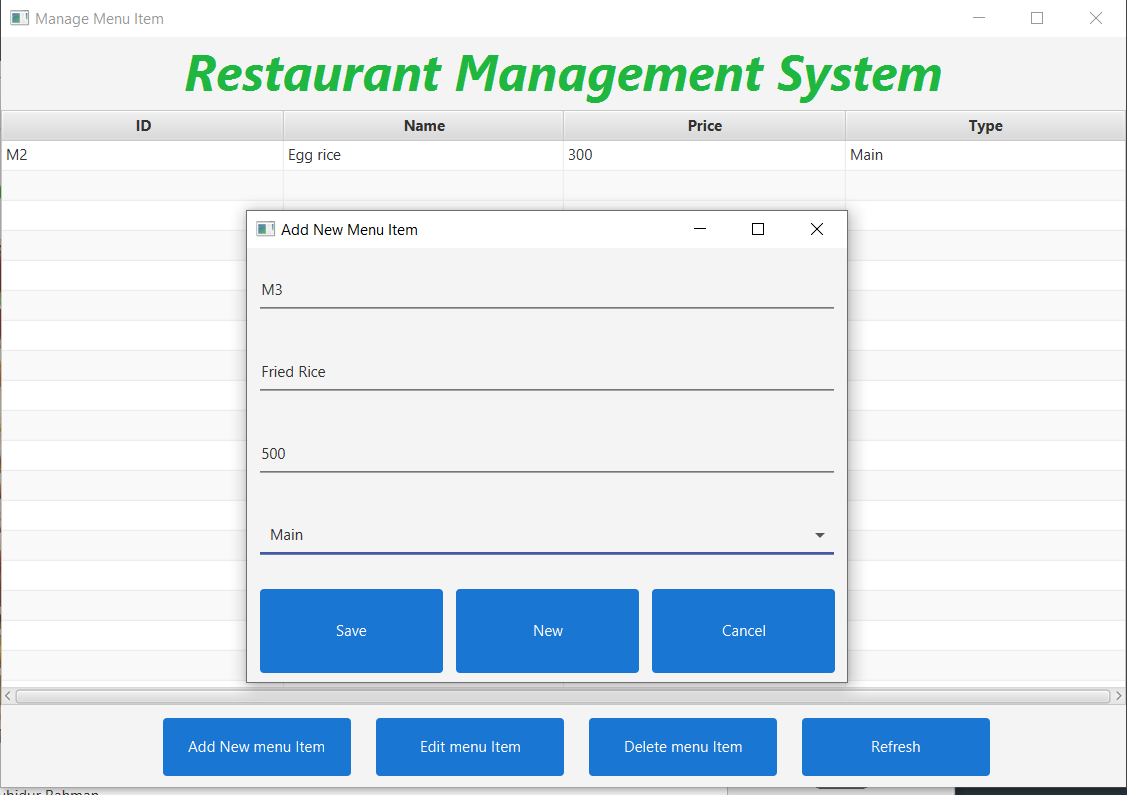 Manage Menu Item
Restaurant Management System
ID Name Price Type
M2 Egg rice 300 Main
Add New Menu Item
M3
Fried Rice
500
Main
Save New Cancel
Add New menu Item Edit menu Item Delete menu Item Refresh
Rahman